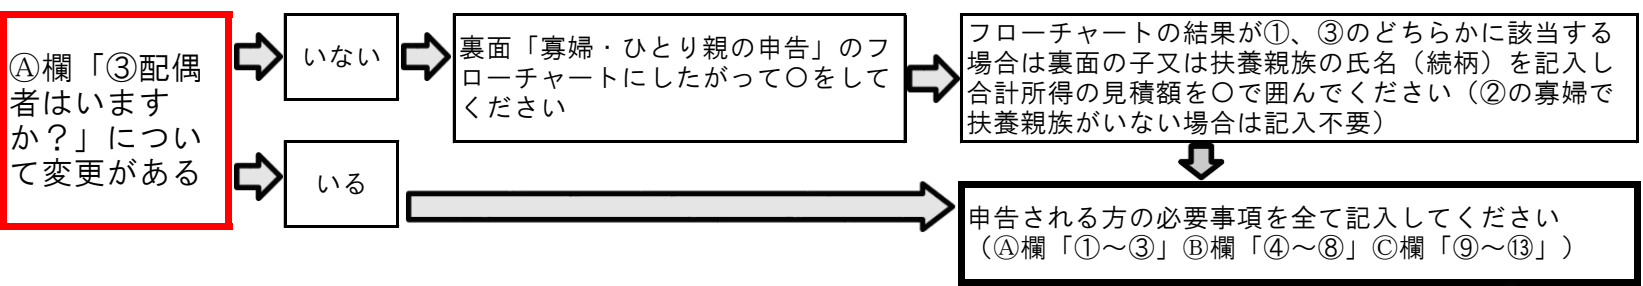 Ⓐ欄「③配偶
者はいます
か？」につい
て変更がある
いない
裏面「寡婦・ひとり親の申告」のフ
ローチャートにしたがって〇をして
ください
フローチャートの結果が①、③のどちらかに該当する
場合は裏面の子又は扶養親族の氏名（続柄）を記入し
合計所得の見積額を〇で囲んでください（②の寡婦で
扶養親族がいない場合は記入不要）
いる
申告される方の必要事項を全て記入してください
（Ⓐ欄「①～③」Ⓑ欄「④～⑧」Ⓒ欄「⑨～⑬」）